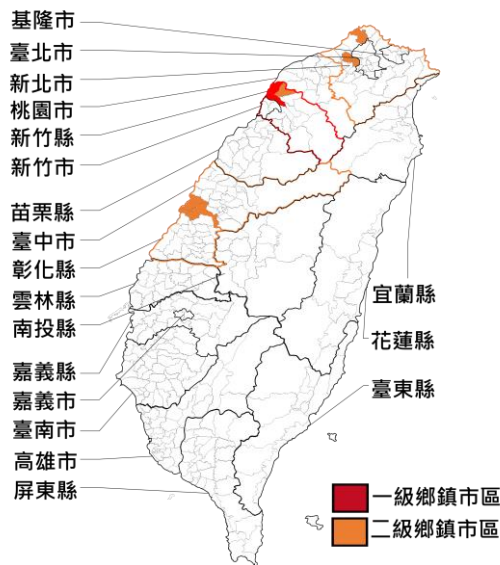 基隆市
臺北市
新北市
桃園市
新竹縣
新竹市
苗栗縣
臺中市
彰化縣
雲林縣
南投縣
嘉義縣
嘉義市
臺南市
高雄市
屏東縣
宜蘭縣
花蓮縣
臺東縣
一級鄉鎮市區
二級鄉鎮市區